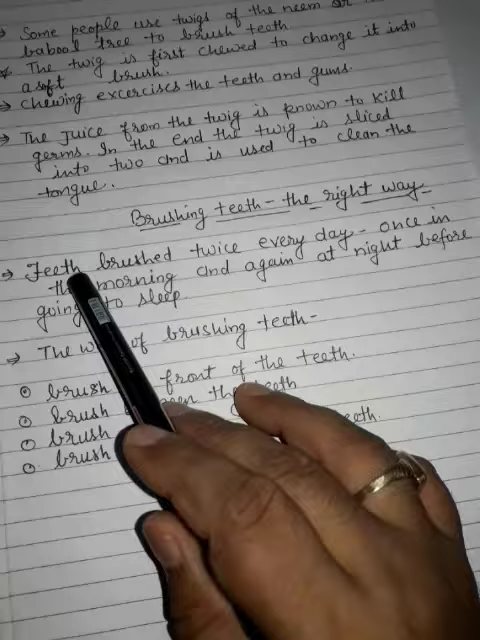 → Some people use twigs of the neem or
babool tree to brush teeth
The twig is first chewed to change it into
a soft brush.
→ Chewing excercises the teeth and gums.
→ The juice from the twig is known to kill
germs. In the end the twig is sliced
into two and is used to clean the
tongue.
Brushing teeth - the right way
→ Teeth brushed twice every day - once in
the morning and again at night before
going to sleep.
→ The of brushing teeth -
brush front of the teeth.
brush the teeth
brush teeth.
brush